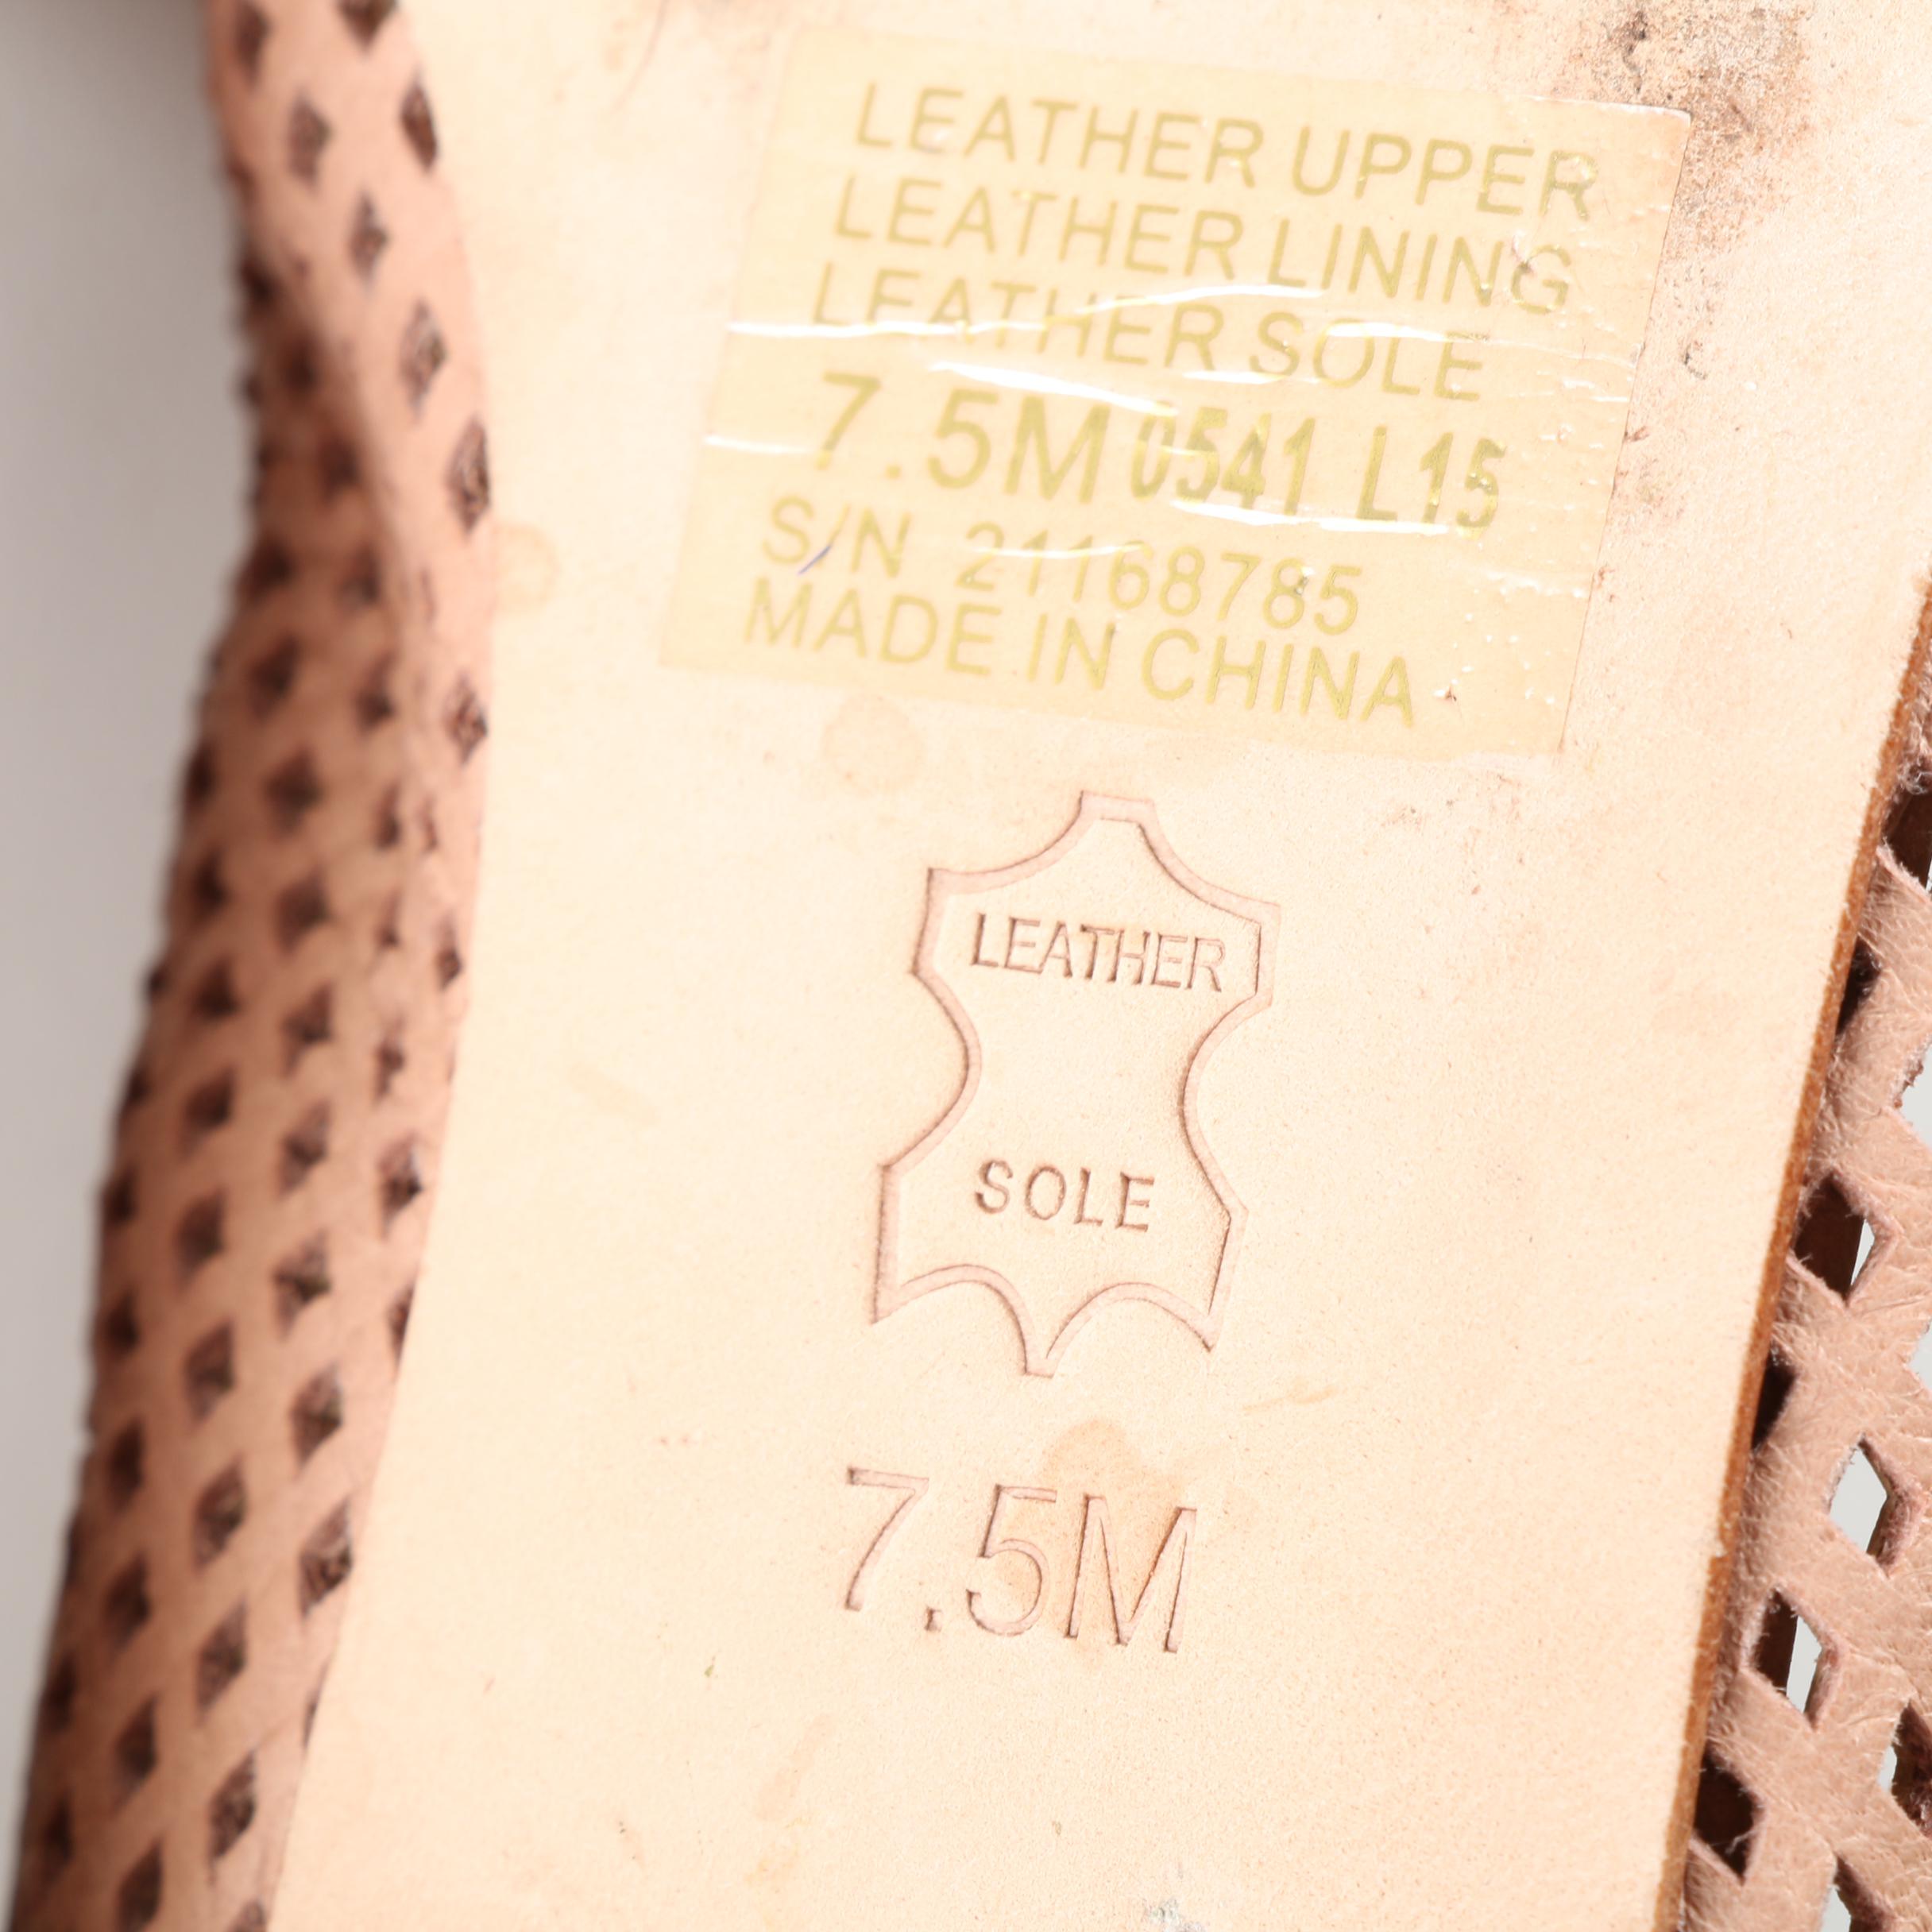 LEATHER UPPER
LEATHER LINING
LEATHER SOLE
7.5M 0541 L15
S/N 21168785
MADE IN CHINA
LEATHER
SOLE
7.5M